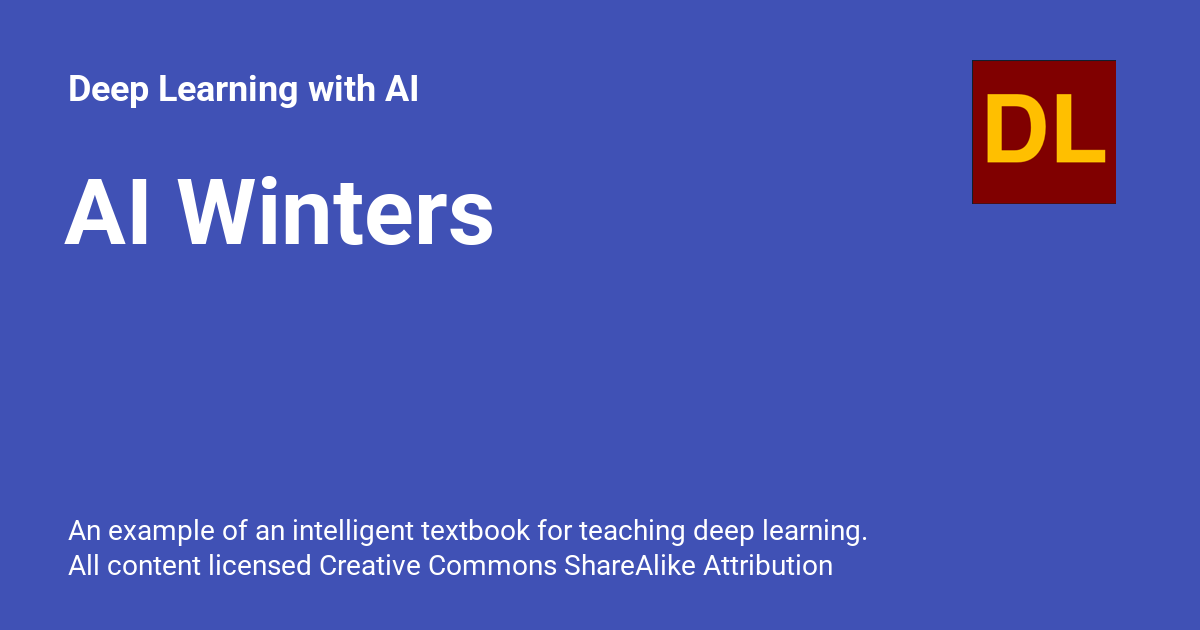 Deep Learning with AI
DL
AI Winters
An example of an intelligent textbook for teaching deep learning.
All content licensed Creative Commons ShareAlike Attribution